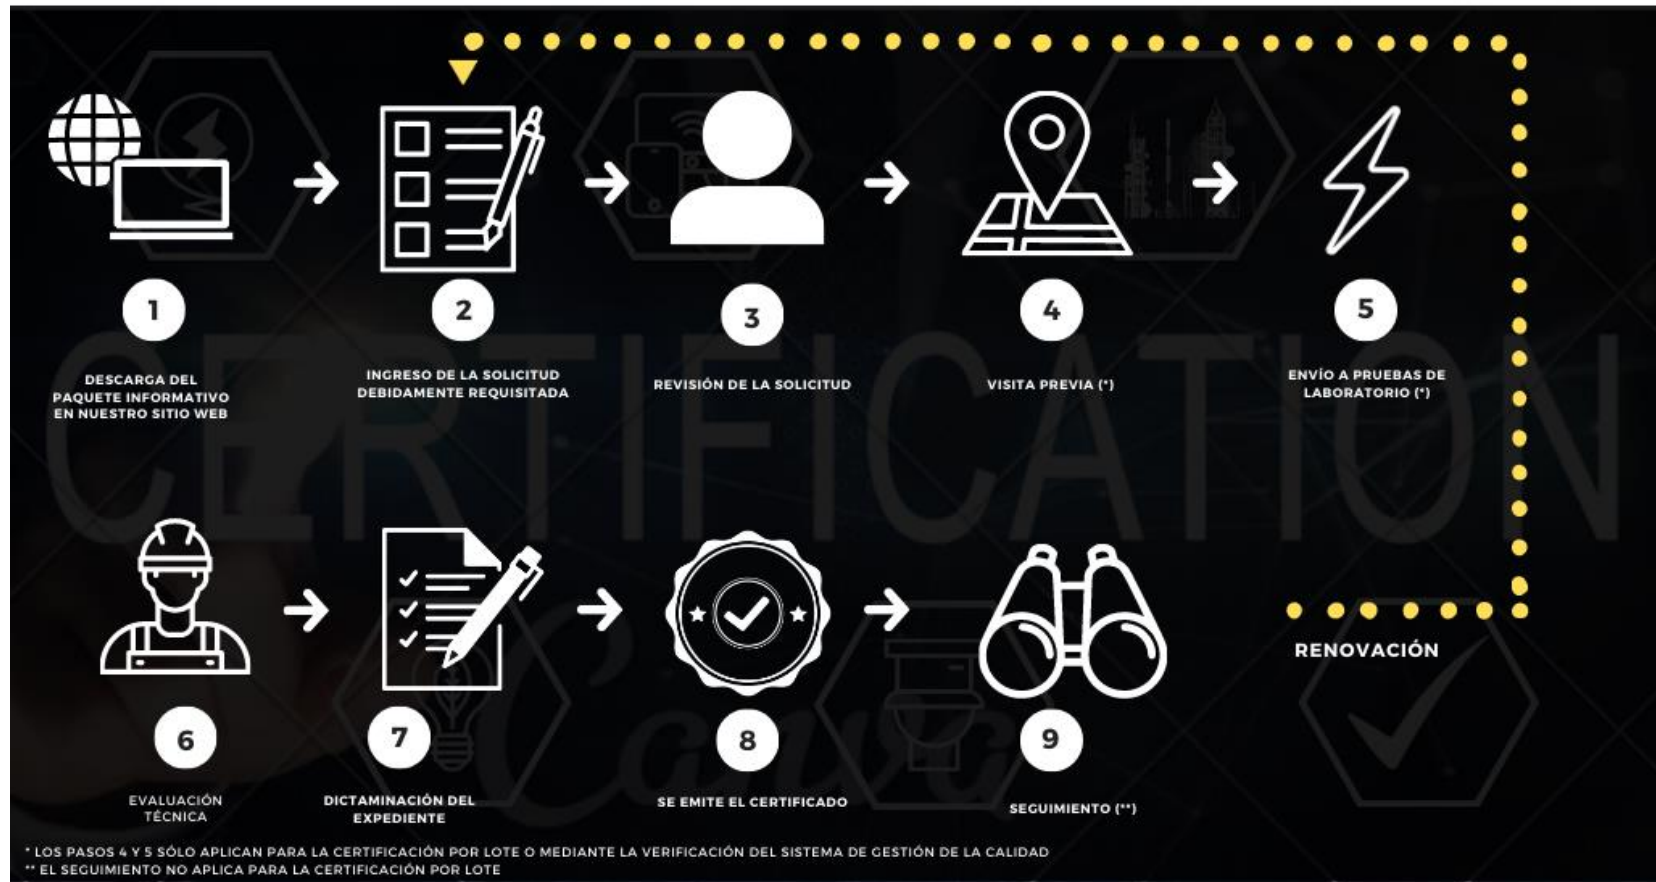 1
DESCARGA DEL
PAQUETE INFORMATIVO
EN NUESTRO SITIO WEB
2
INGRESO DE LA SOLICITUD
DEBIDAMENTE REQUISITADA
3
REVISIÓN DE LA SOLICITUD
4
VISITA PREVIA (*)
5
ENVÍO A PRUEBAS DE
LABORATORIO (*)
CERTIFICATION
6
EVALUACIÓN
TÉCNICA
7
DICTAMINACIÓN DEL
EXPEDIENTE
8
SE EMITE EL CERTIFICADO
9
SEGUIMIENTO (**)
RENOVACIÓN
Canva
* LOS PASOS 4 Y 5 SÓLO APLICAN PARA LA CERTIFICACIÓN POR LOTE O MEDIANTE LA VERIFICACIÓN DEL SISTEMA DE GESTIÓN DE LA CALIDAD
** EL SEGUIMIENTO NO APLICA PARA LA CERTIFICACIÓN POR LOTE